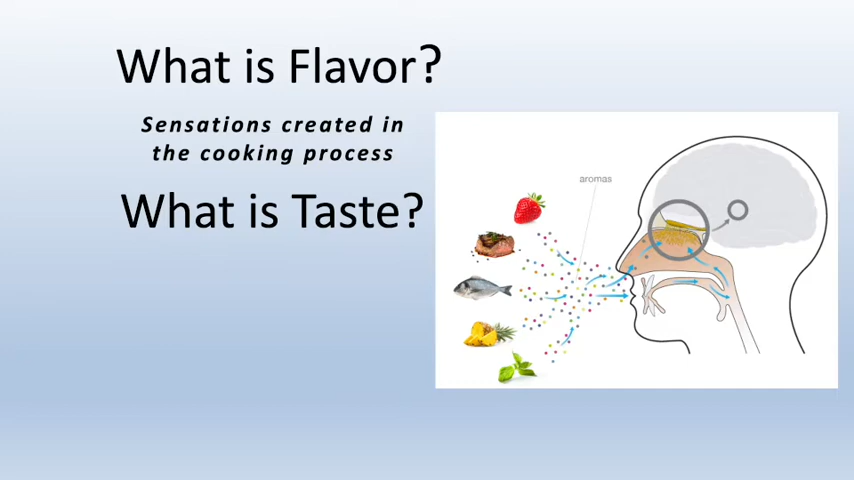 What is Flavor?
Sensations created in
the cooking process
What is Taste?
aromas